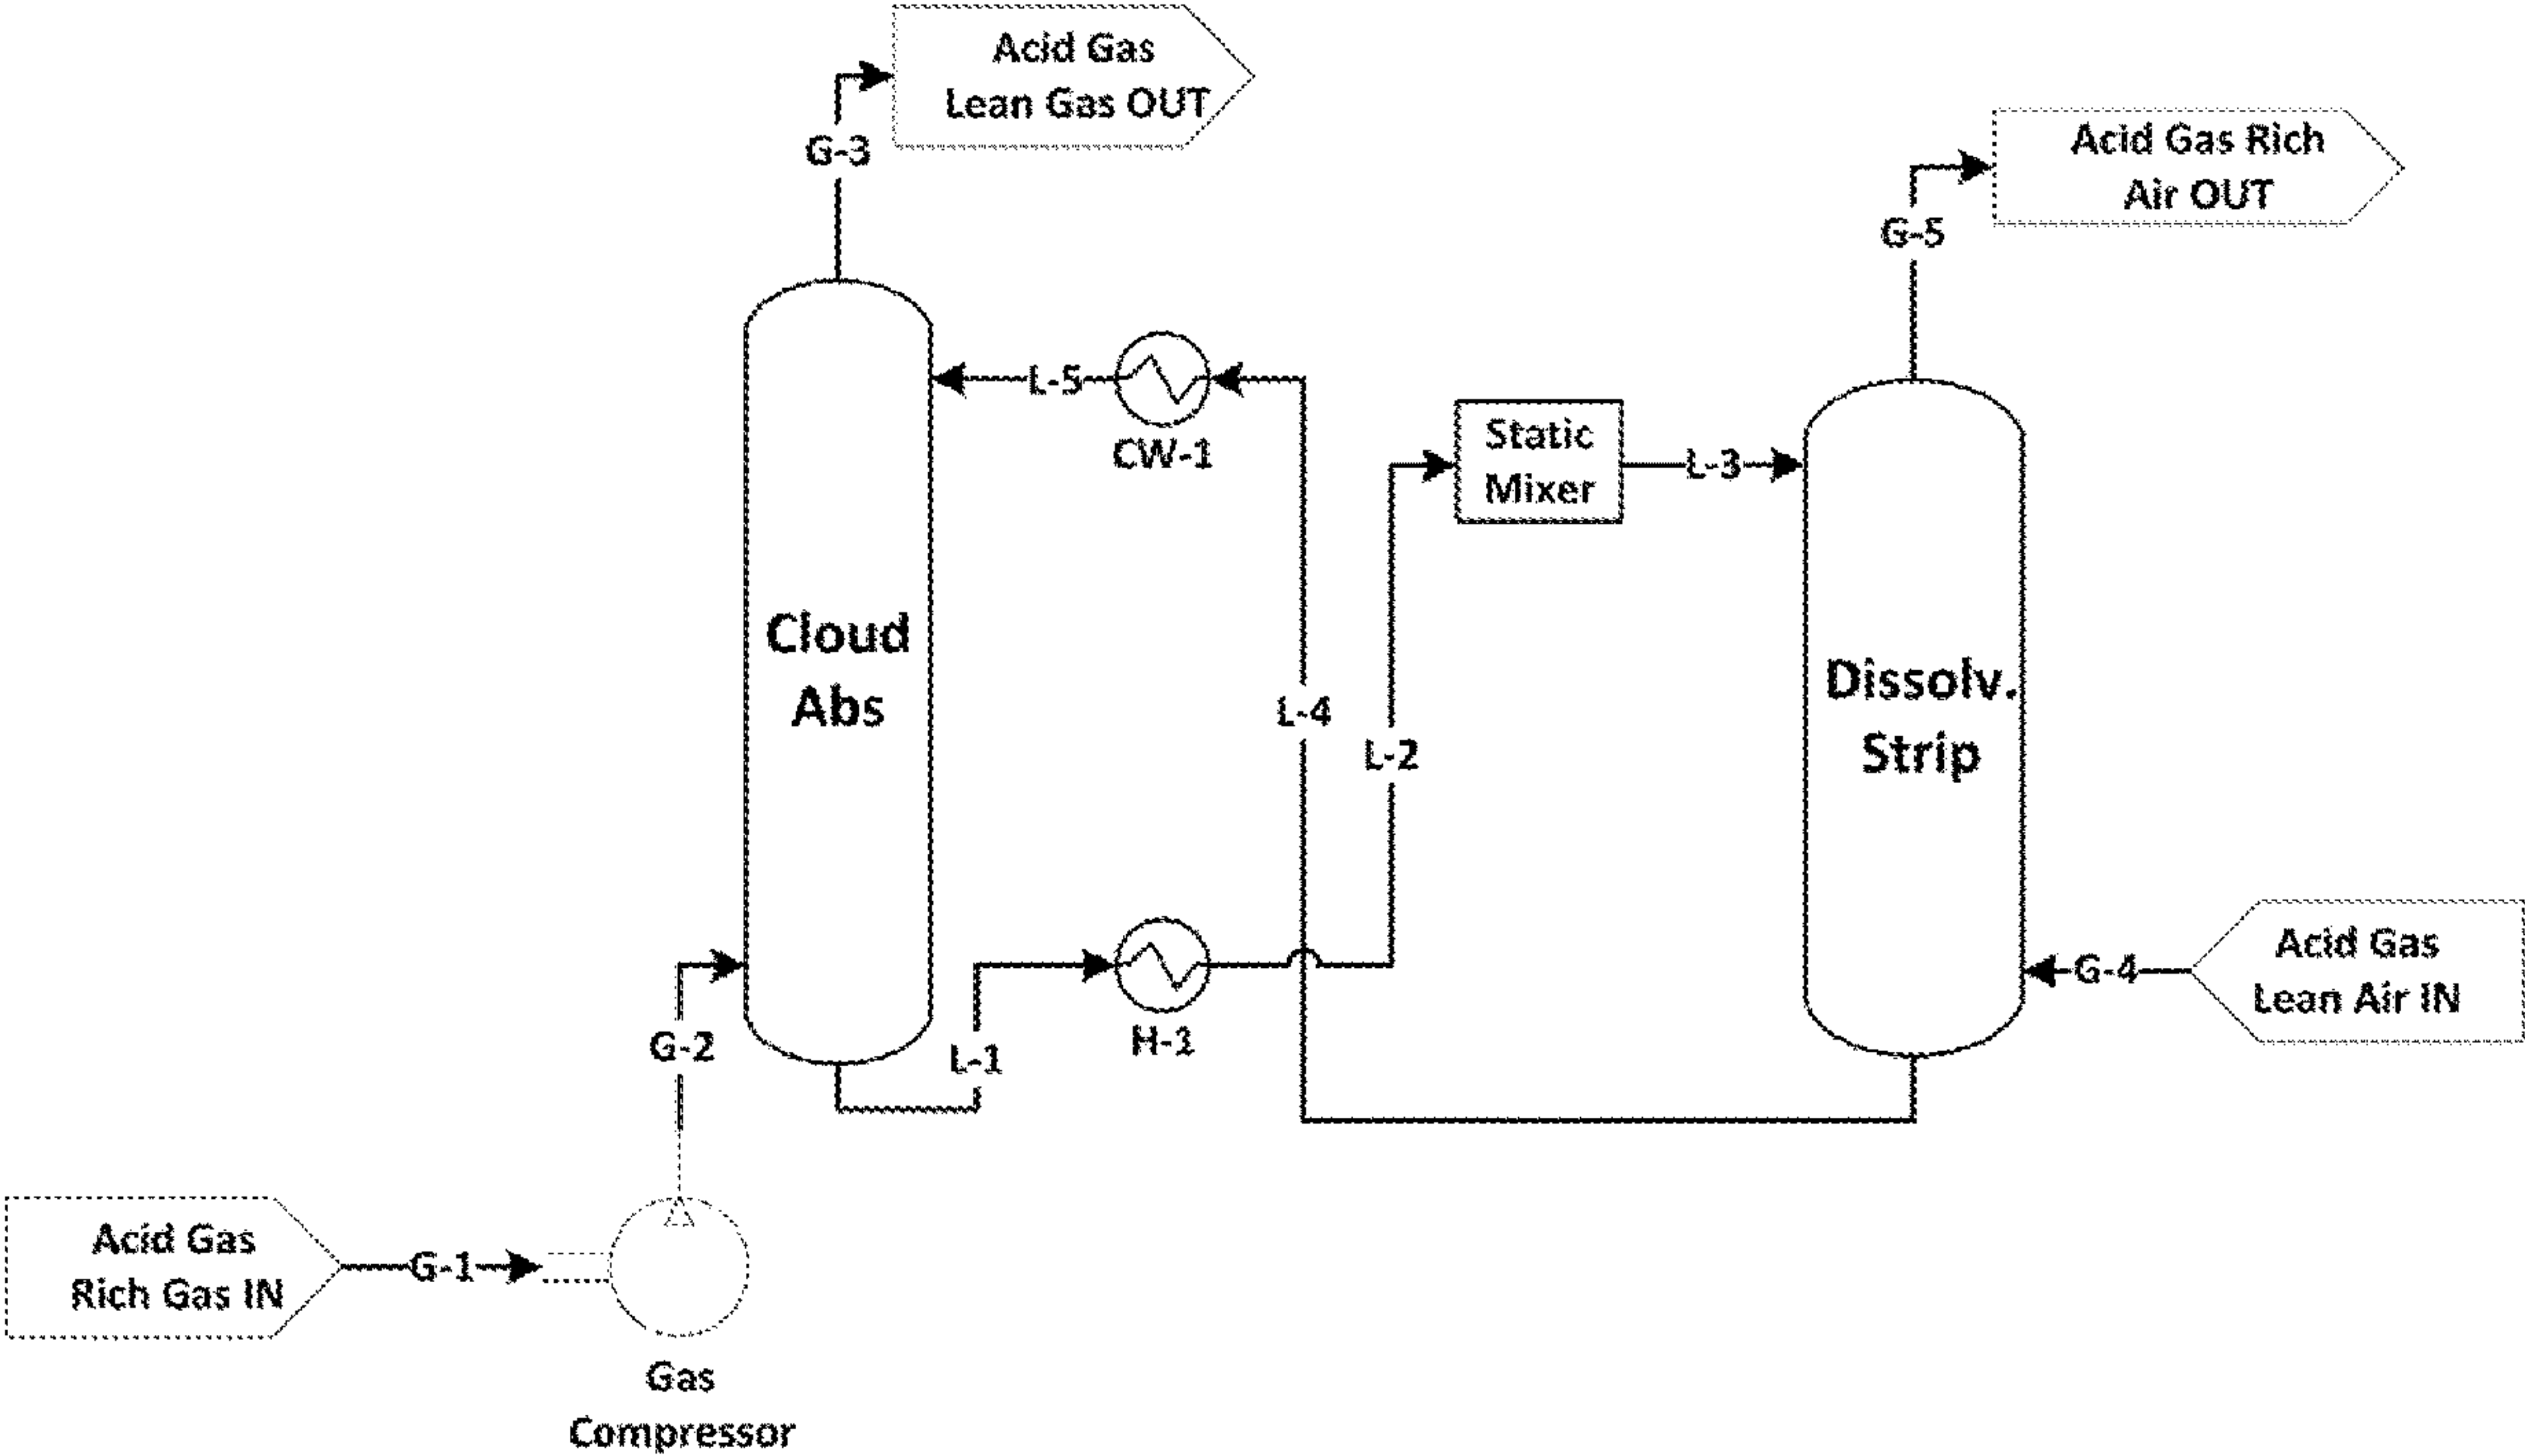 Acid Gas
Lean Gas OUT
G-3
Acid Gas Rich
Air OUT
G-5
L-5
CW-1
Static
Mixer
L-3
Cloud
Abs
L-4
L-2
Dissolv.
Strip
G-2
L-1
H-1
G-4
Acid Gas
Lean Air IN
Acid Gas
Rich Gas IN
G-1
Gas
Compressor